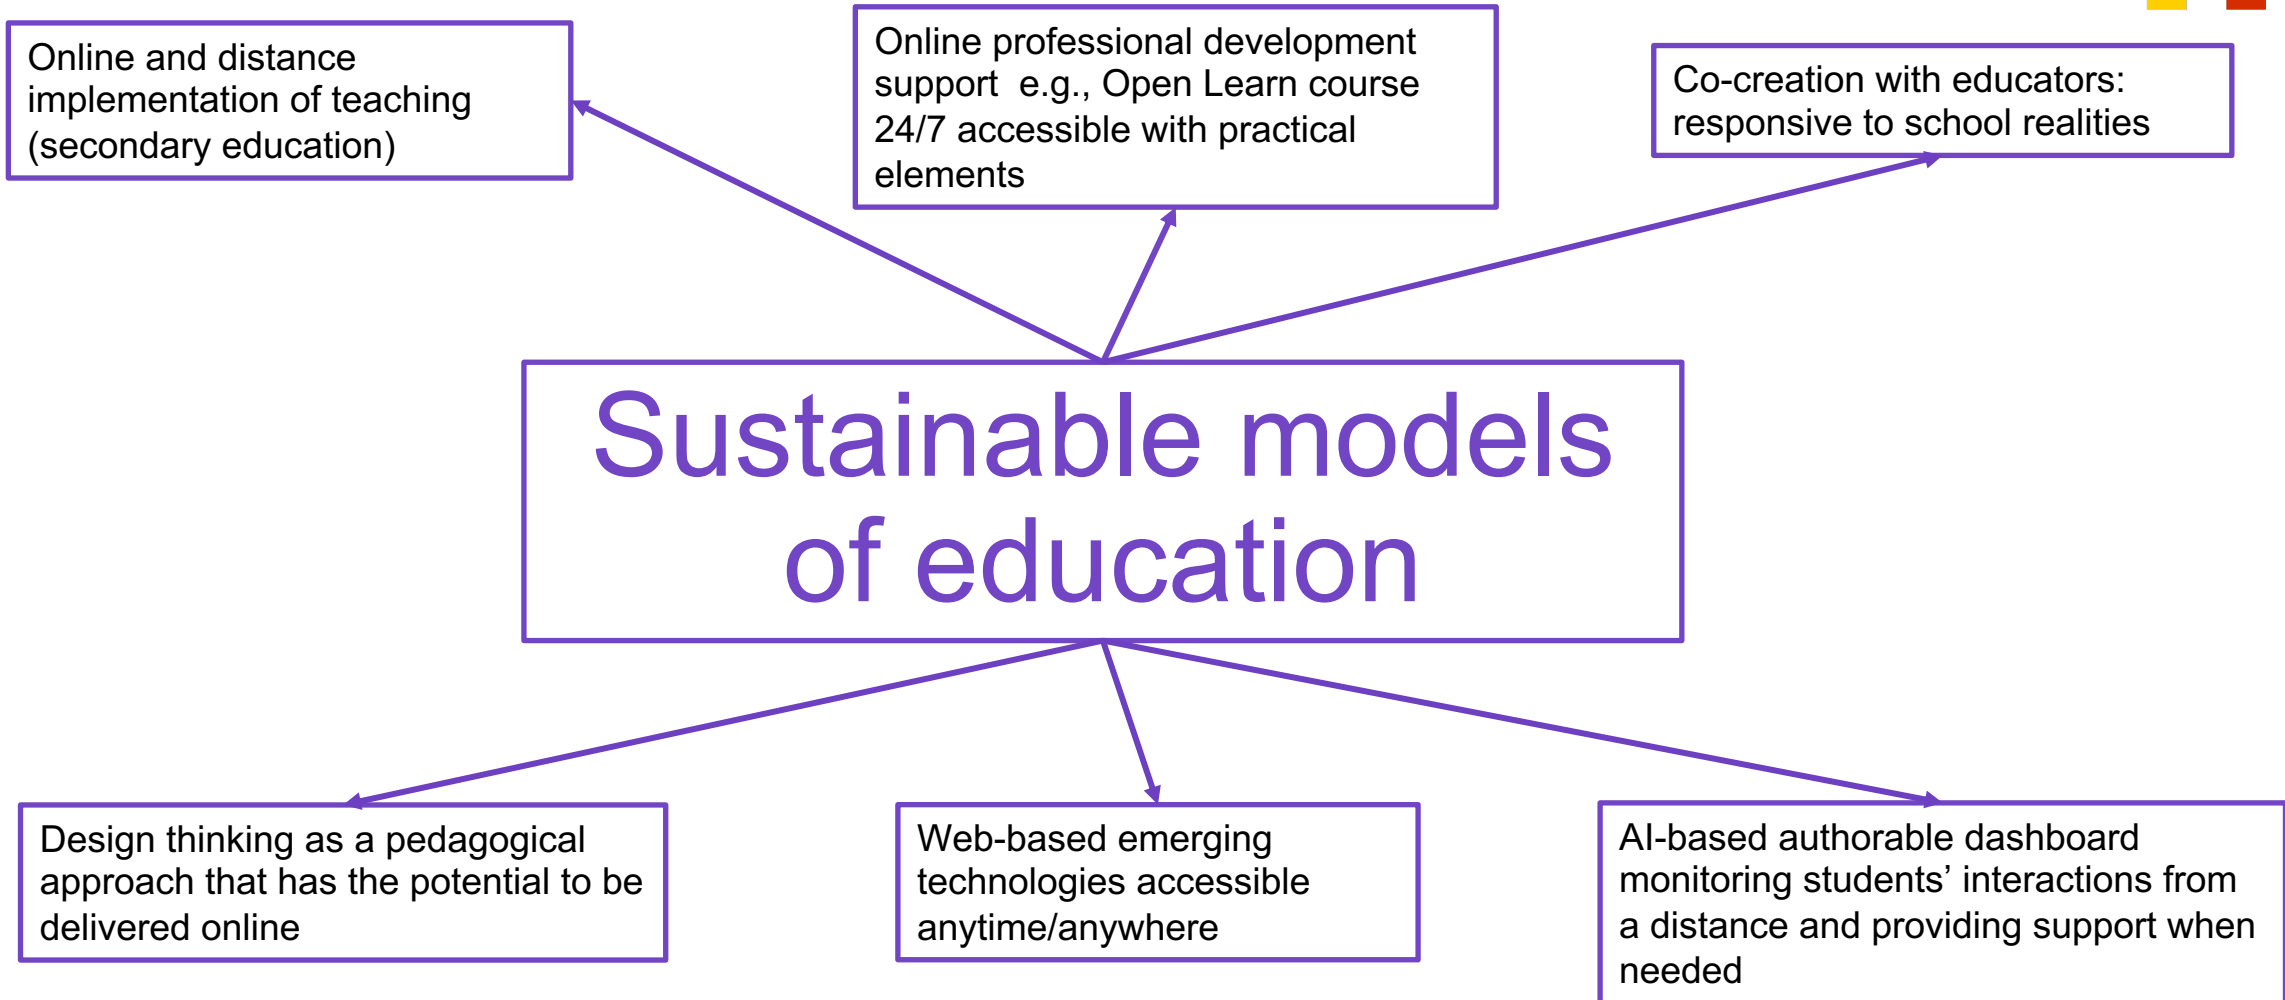 Online and distance
implementation of teaching
(secondary education)
Online professional development
support  e.g., Open Learn course
24/7 accessible with practical
elements
Co-creation with educators:
responsive to school realities
Sustainable models
of education
Design thinking as a pedagogical
approach that has the potential to be
delivered online
Web-based emerging
technologies accessible
anytime/anywhere
AI-based authorable dashboard
monitoring students’ interactions from
a distance and providing support when
needed